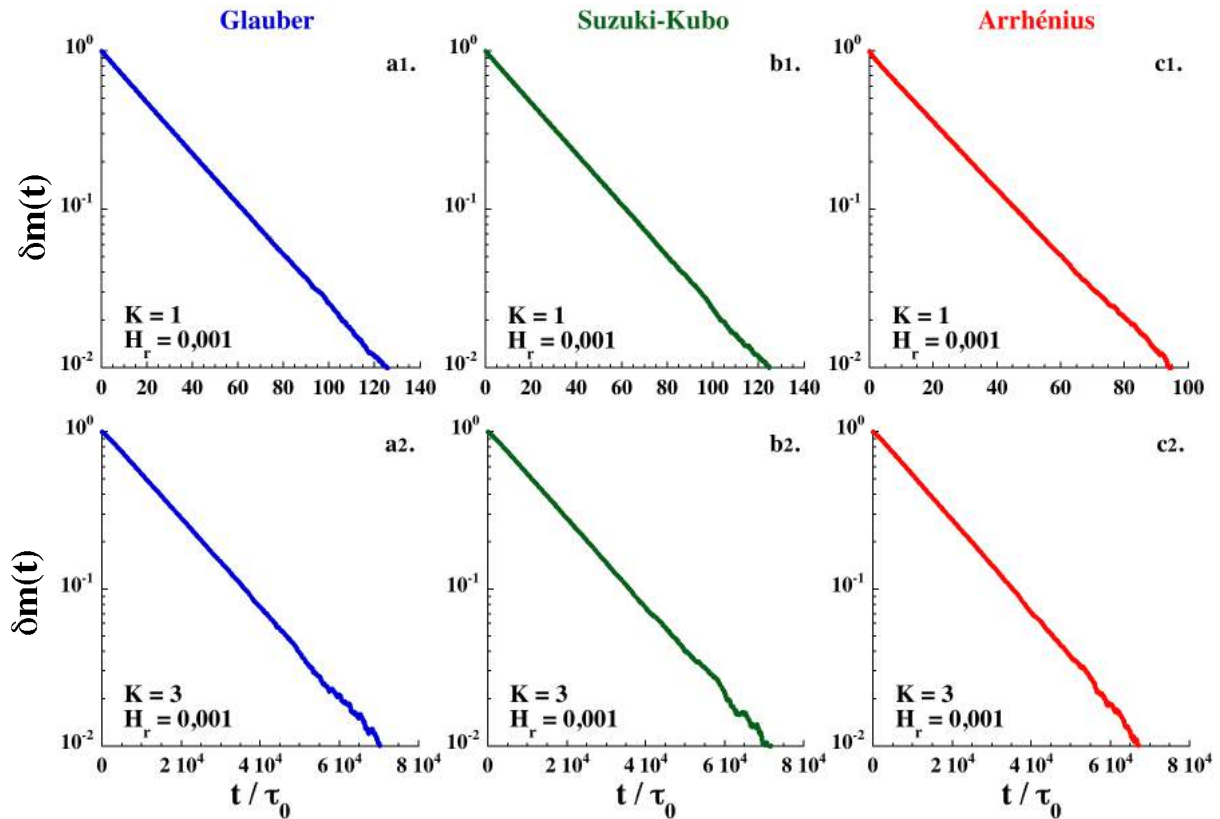 Glauber
Suzuki-Kubo
Arrhénius
δm(t)
10⁰
10⁻¹
10⁻²
a1.
K = 1
H_r = 0,001
0 20 40 60 80 100 120 140
10⁰
10⁻¹
10⁻²
b1.
K = 1
H_r = 0,001
0 20 40 60 80 100 120 140
10⁰
10⁻¹
10⁻²
c1.
K = 1
H_r = 0,001
0 20 40 60 80 100
δm(t)
10⁰
10⁻¹
10⁻²
a2.
K = 3
H_r = 0,001
0 2 10⁴ 4 10⁴ 6 10⁴ 8 10⁴
t / τ₀
10⁰
10⁻¹
10⁻²
b2.
K = 3
H_r = 0,001
0 2 10⁴ 4 10⁴ 6 10⁴ 8 10⁴
t / τ₀
10⁰
10⁻¹
10⁻²
c2.
K = 3
H_r = 0,001
0 2 10⁴ 4 10⁴ 6 10⁴ 8 10⁴
t / τ₀